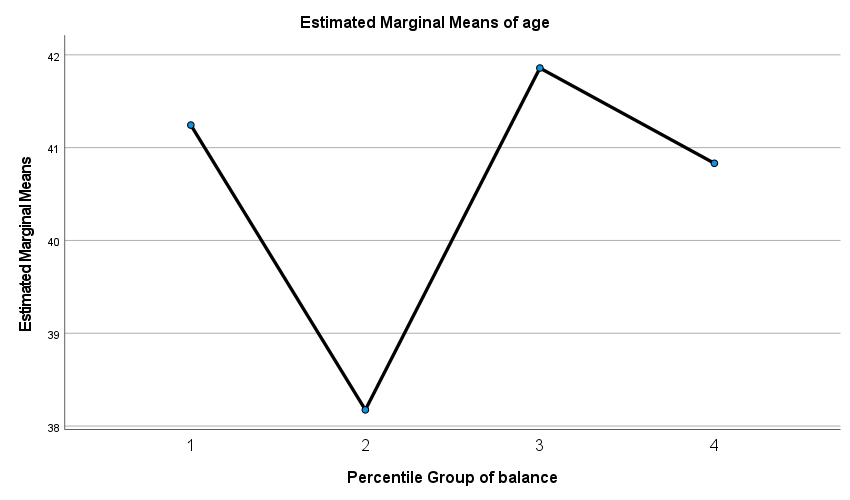 Estimated Marginal Means of age
Estimated Marginal Means
42
41
40
39
38
1 2 3 4
Percentile Group of balance